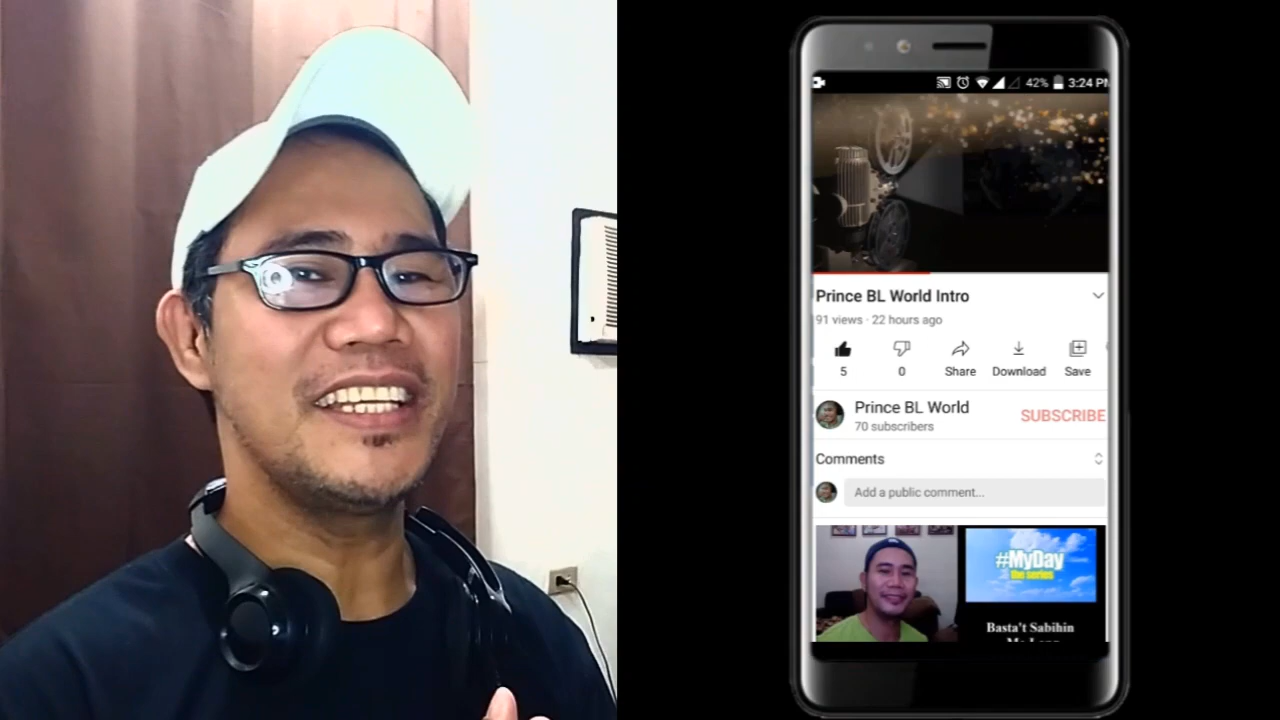 42% 3:24 PM
Prince BL World Intro
91 views · 22 hours ago
5 0 Share Download Save
Prince BL World SUBSCRIBE
70 subscribers
Comments
Add a public comment...
#MyDay
the series
Basta't Sabihin